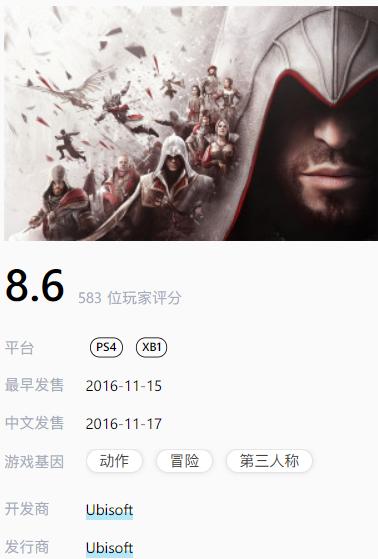 8.6 583 位玩家评分
平台 PS4 XB1
最早发售 2016-11-15
中文发售 2016-11-17
游戏基因 动作 冒险 第三人称
开发商 Ubisoft
发行商 Ubisoft